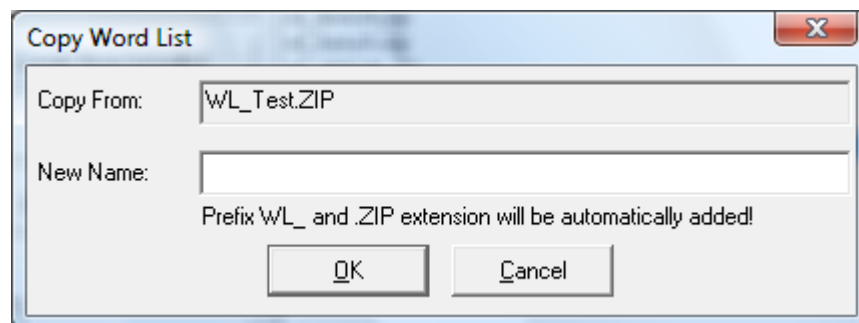 Copy Word List
Copy From: WL_Test.ZIP
New Name:
Prefix WL_ and .ZIP extension will be automatically added!
OK Cancel